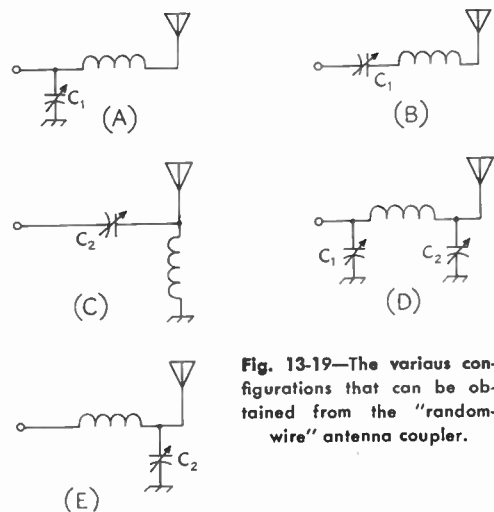 C1
(A)
C1
(B)
C2
(C)
C1
C2
(D)
Fig. 13-19—The variaus con-
figurations that can be ob-
tained from the "random-
wire" antenna coupler.
C2
(E)